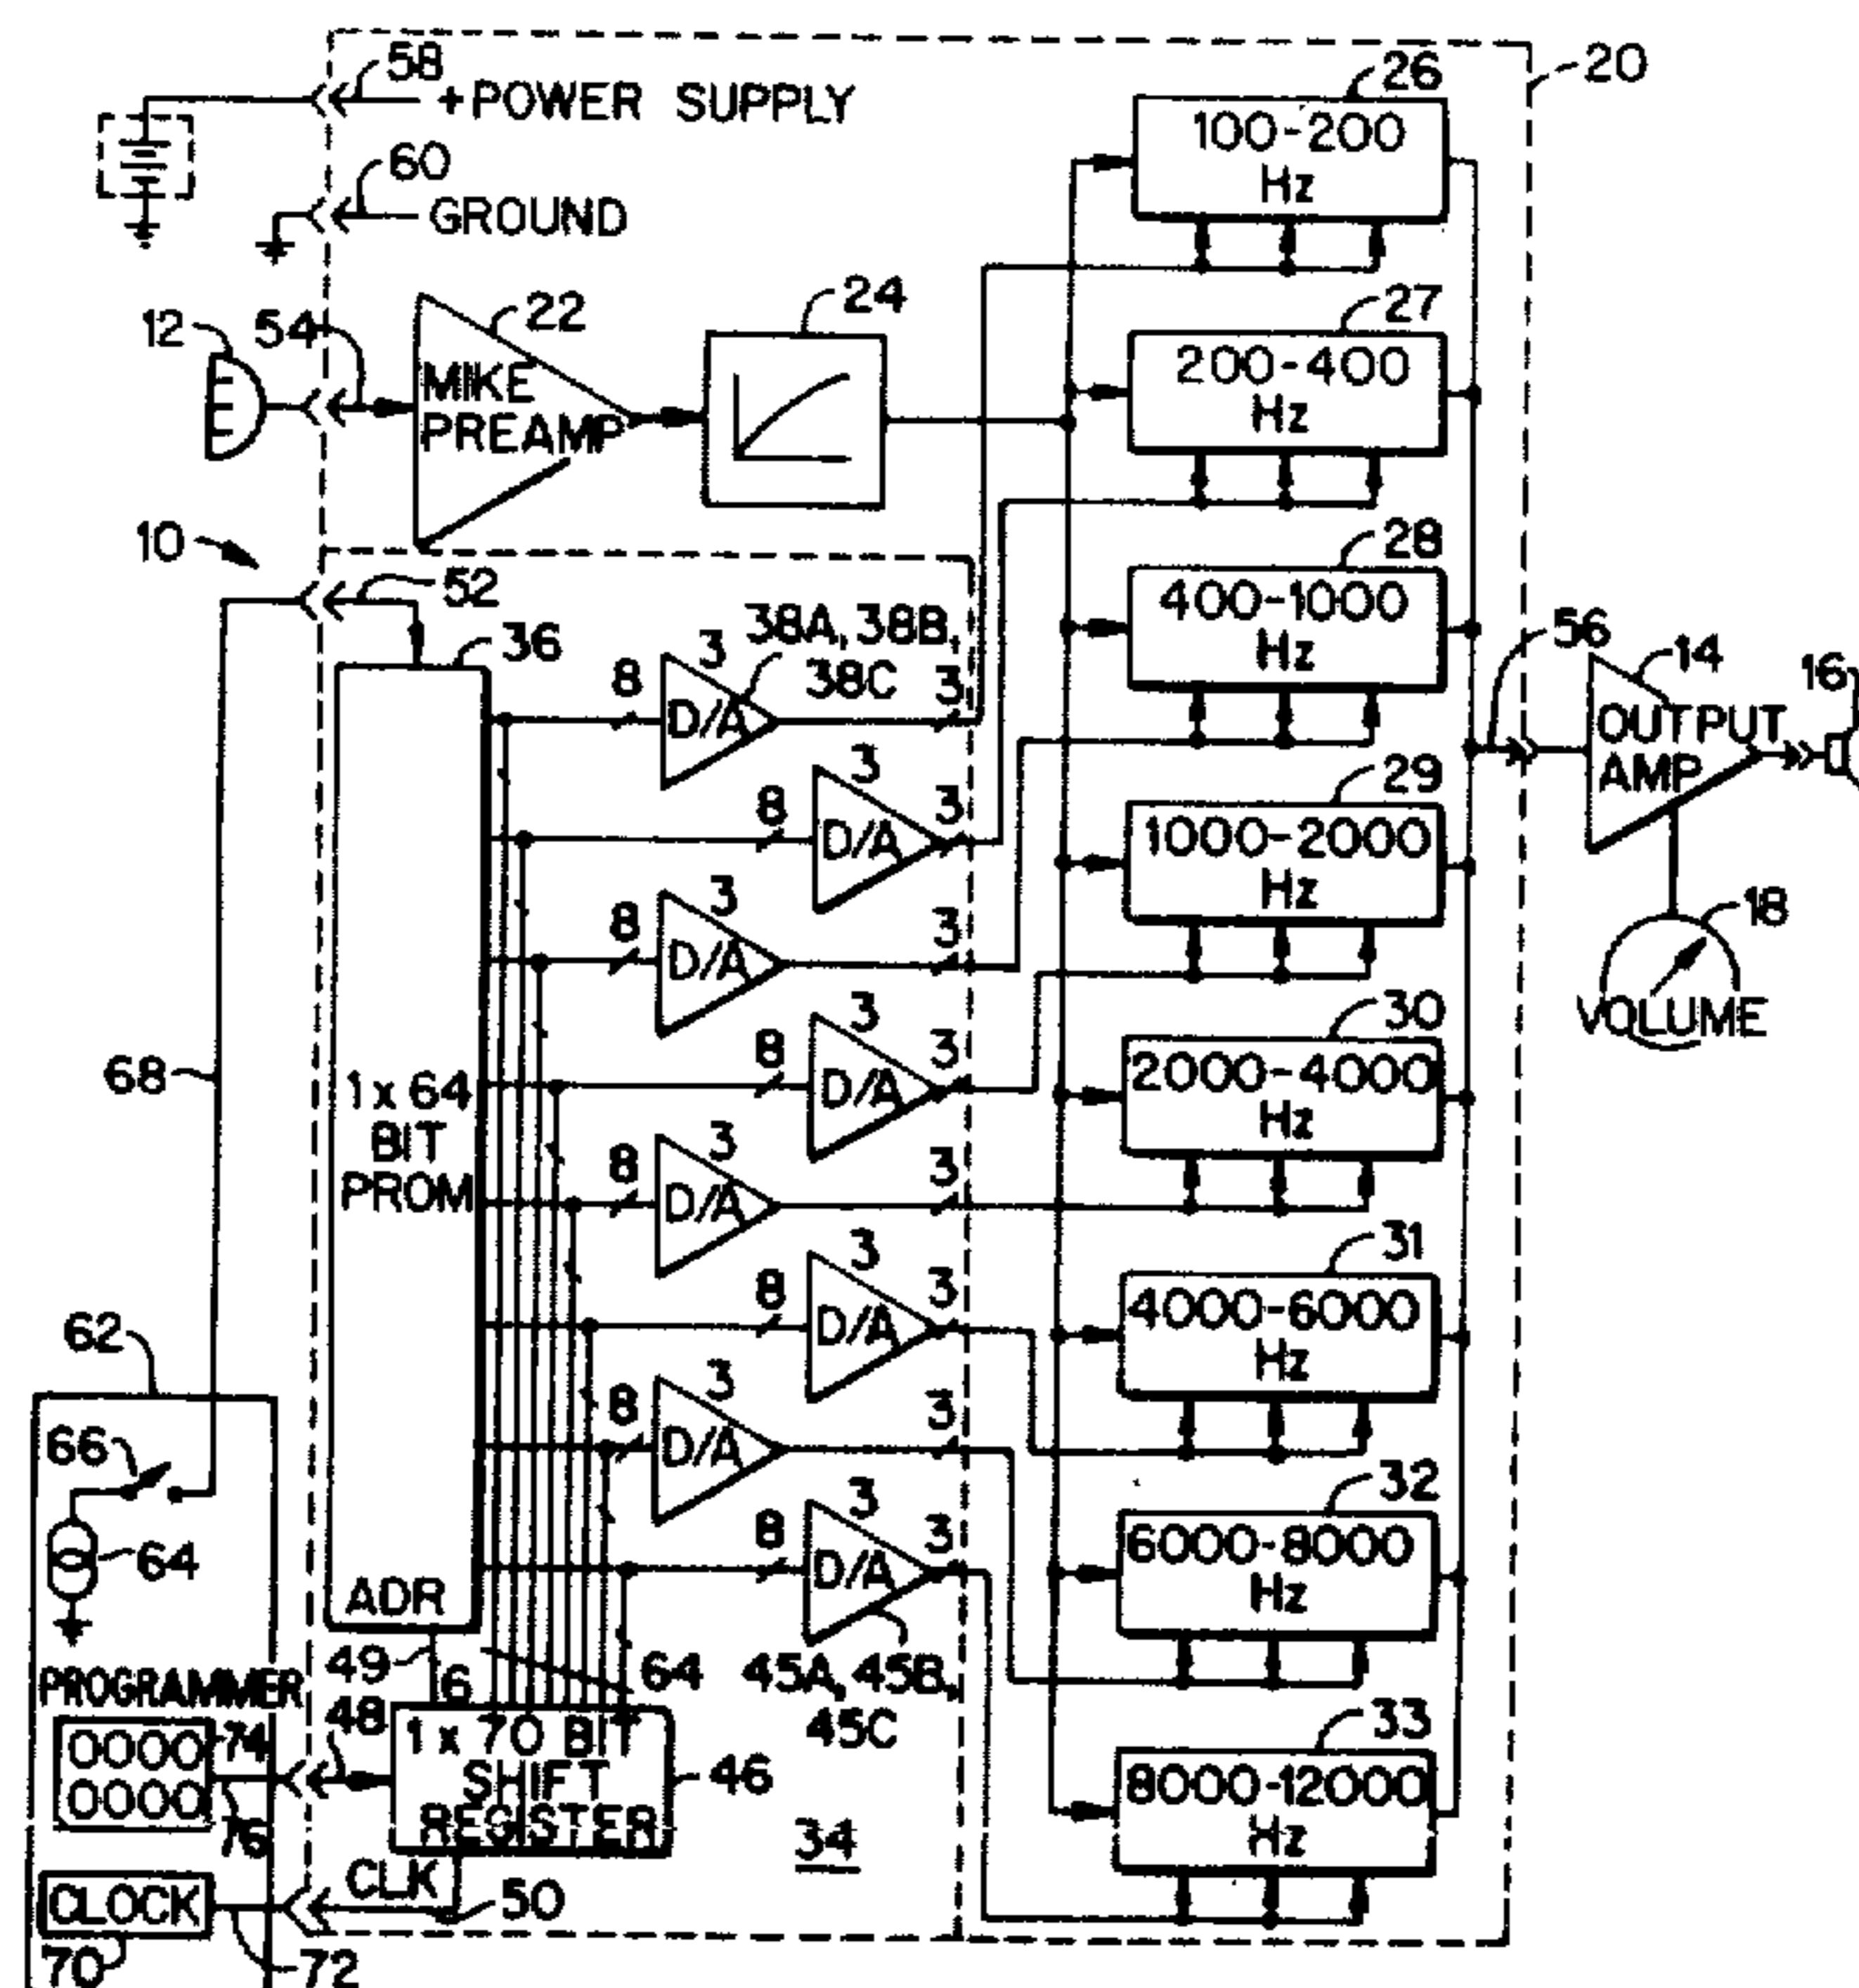 58
+POWER SUPPLY
60
GROUND
20
26
100-200
Hz
12
54
22
MIKE
PREAMP
24
27
200-400
Hz
10
52
36
28
400-1000
Hz
8
3
38A, 38B,
38C
3
D/A
56
14
OUTPUT
AMP
16
18
VOLUME
8
3
3
D/A
29
1000-2000
Hz
8
3
3
D/A
68
1x64
BIT
PROM
8
3
3
D/A
30
2000-4000
Hz
8
3
3
D/A
8
3
3
D/A
31
4000-6000
Hz
62
66
64
8
3
3
D/A
32
6000-8000
Hz
8
3
3
D/A
ADR
49
6
64
45A, 45B,
45C
PROGRAMMER
0000
0000
74
76
48
1x 70 BIT
SHIFT
REGISTER
46
34
33
8000-12000
Hz
CLOCK
70
72
CLK
50